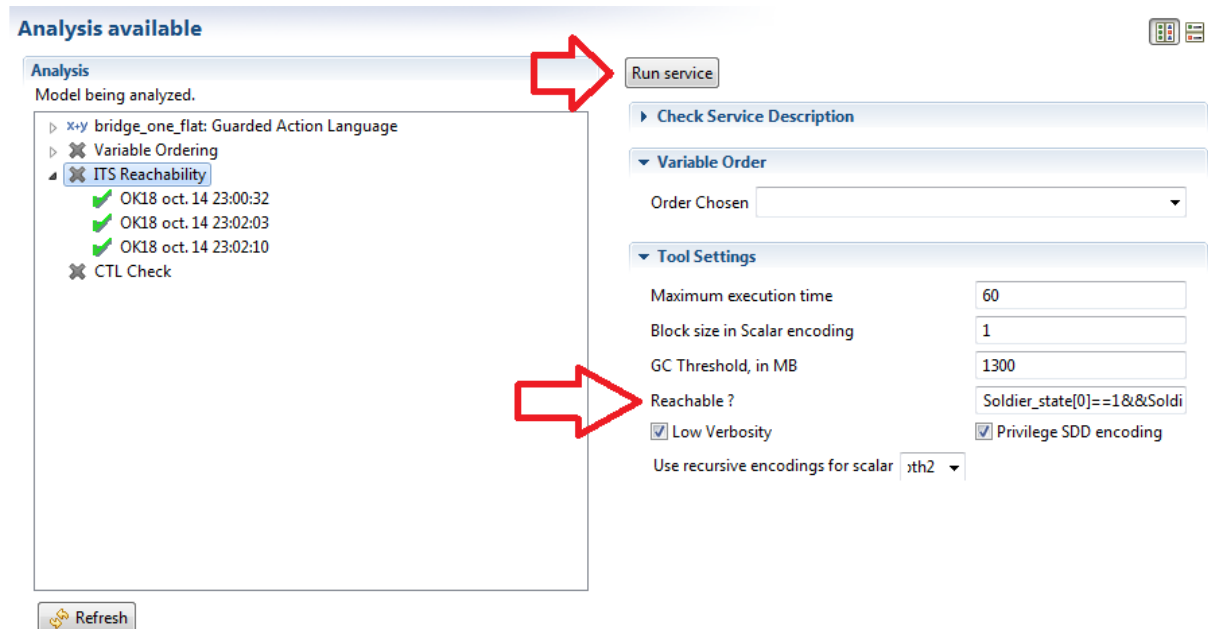 Analysis available
Analysis
Model being analyzed.
x+y bridge_one_flat: Guarded Action Language
Variable Ordering
ITS Reachability
OK18 oct. 14 23:00:32
OK18 oct. 14 23:02:03
OK18 oct. 14 23:02:10
CTL Check
Refresh
Run service
Check Service Description
Variable Order
Order Chosen
Tool Settings
Maximum execution time 60
Block size in Scalar encoding 1
GC Threshold, in MB 1300
Reachable ? Soldier_state[0]==1&&Soldi
Low Verbosity Privilege SDD encoding
Use recursive encodings for scalar th2